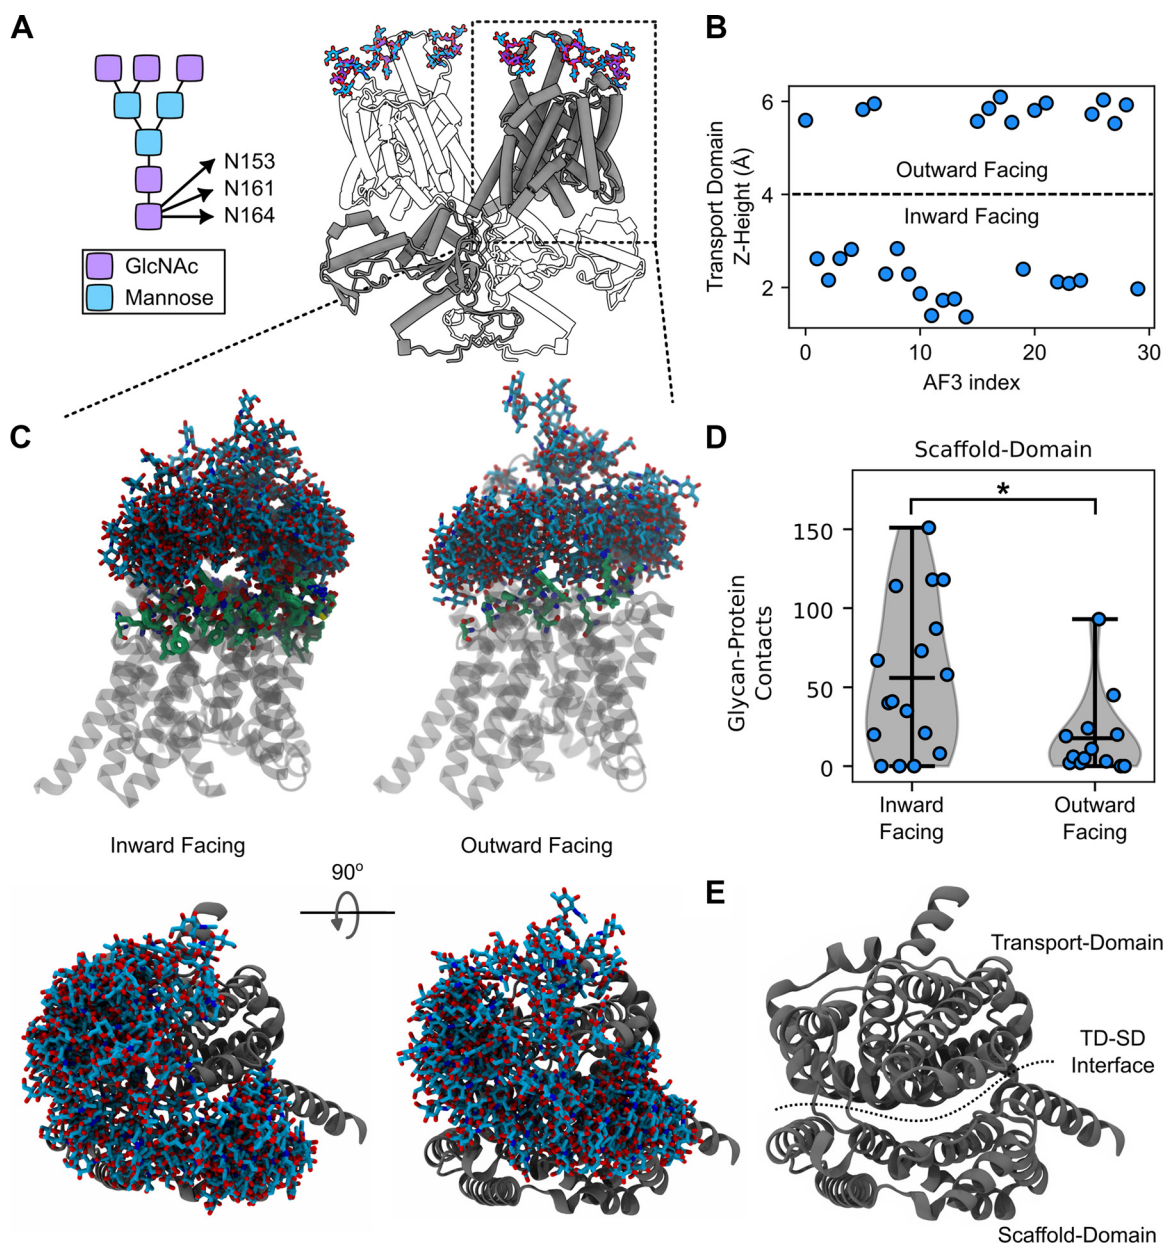 A
N153
N161
N164
GlcNAc
Mannose
B
Transport Domain
Z-Height (Å)
6
4
2
Outward Facing
Inward Facing
0
10
20
30
AF3 index
C
Inward Facing
Outward Facing
90o
D
Scaffold-Domain
*
Glycan-Protein
Contacts
150
100
50
0
Inward
Facing
Outward
Facing
E
Transport-Domain
TD-SD
Interface
Scaffold-Domain